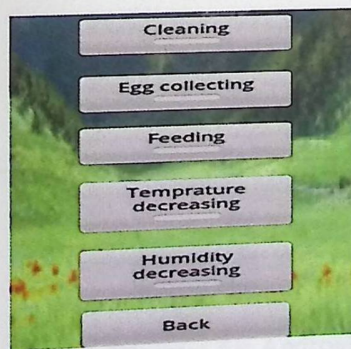 Cleaning
Egg collecting
Feeding
Temprature
decreasing
Humidity
decreasing
Back